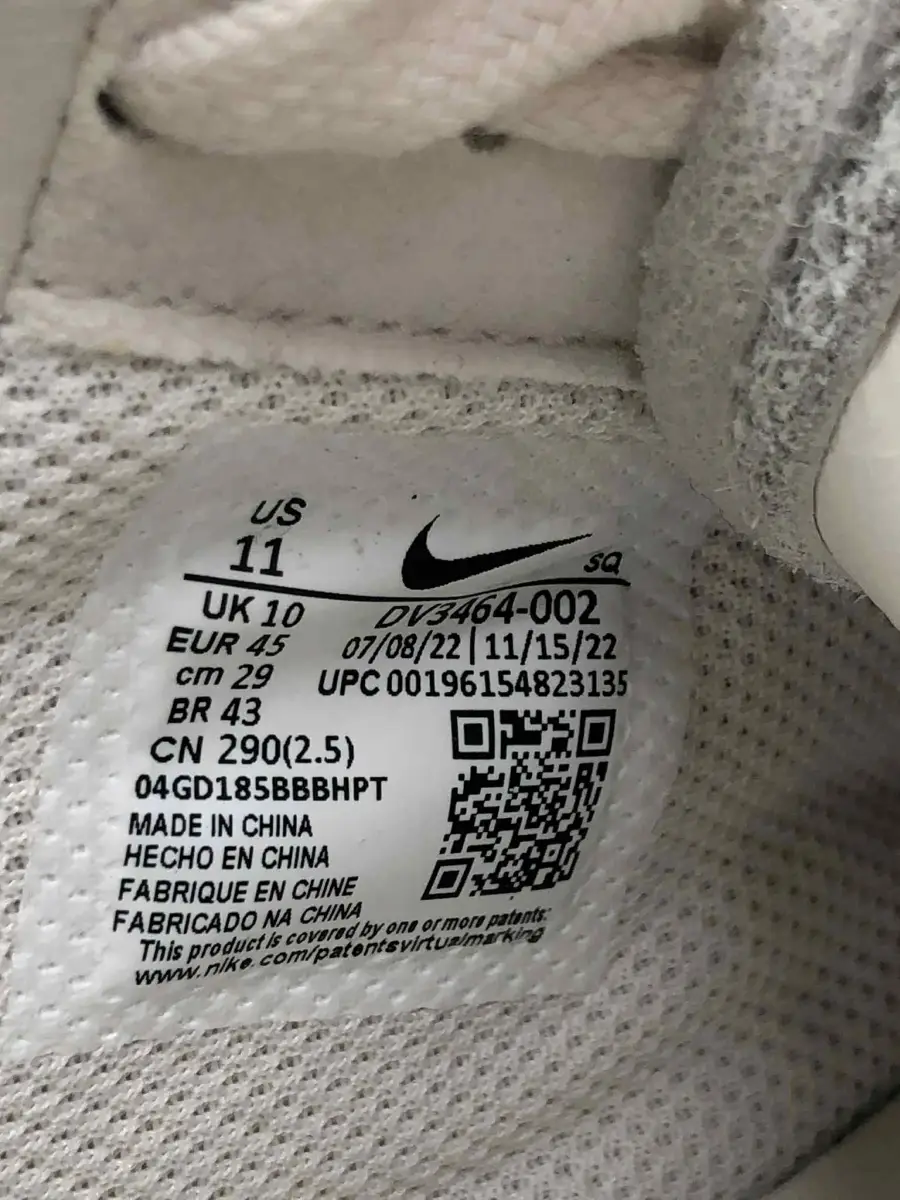 US
11
SQ
UK 10
DV3464-002
EUR 45
07/08/22 | 11/15/22
cm 29
UPC 00196154823135
BR 43
CN 290(2.5)
04GD185BBBHPT
MADE IN CHINA
HECHO EN CHINA
FABRIQUE EN CHINE
FABRICADO NA CHINA
This product is covered by one or more patents:
www.nike.com/patentsvirtualmarking